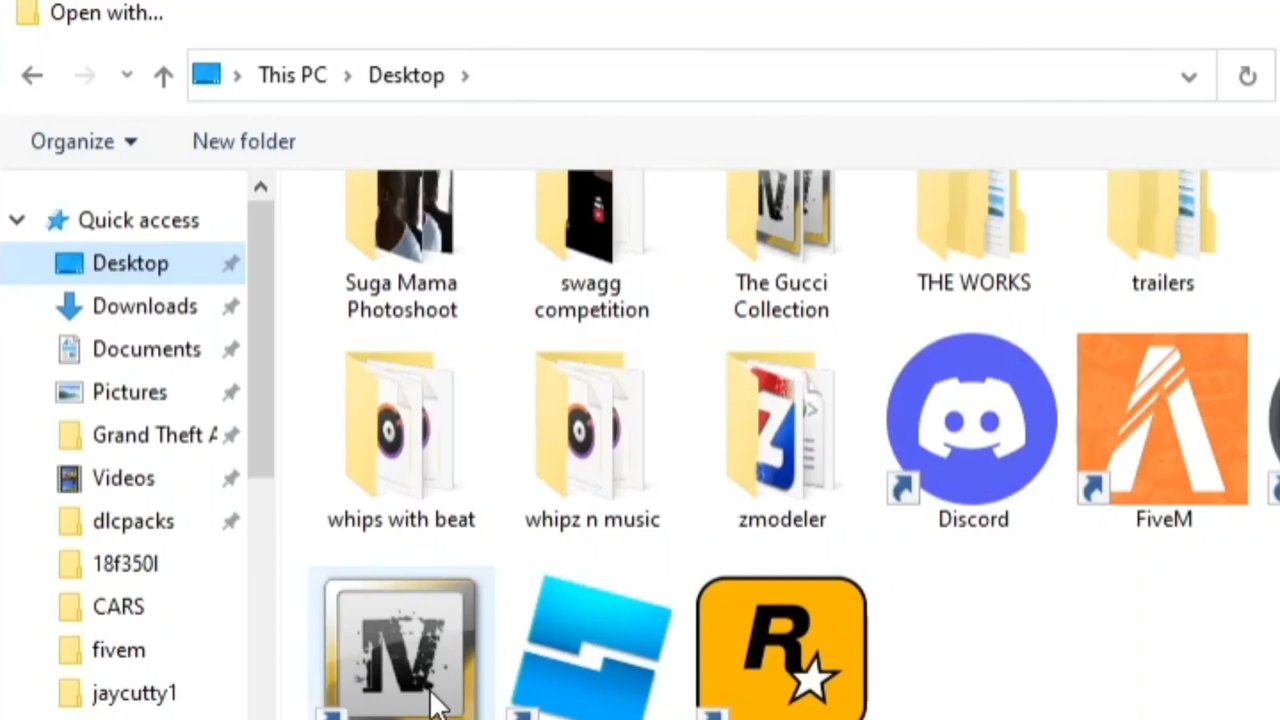 Open with...
This PC
Desktop
Organize
New folder
Quick access
Desktop
Downloads
Documents
Pictures
Grand Theft A
Videos
dlcpacks
18f350l
CARS
fivem
jaycutty1
Suga Mama
Photoshoot
swagg
competition
The Gucci
Collection
THE WORKS
trailers
whips with beat
whipz n music
zmodeler
Discord
FiveM
IV
R